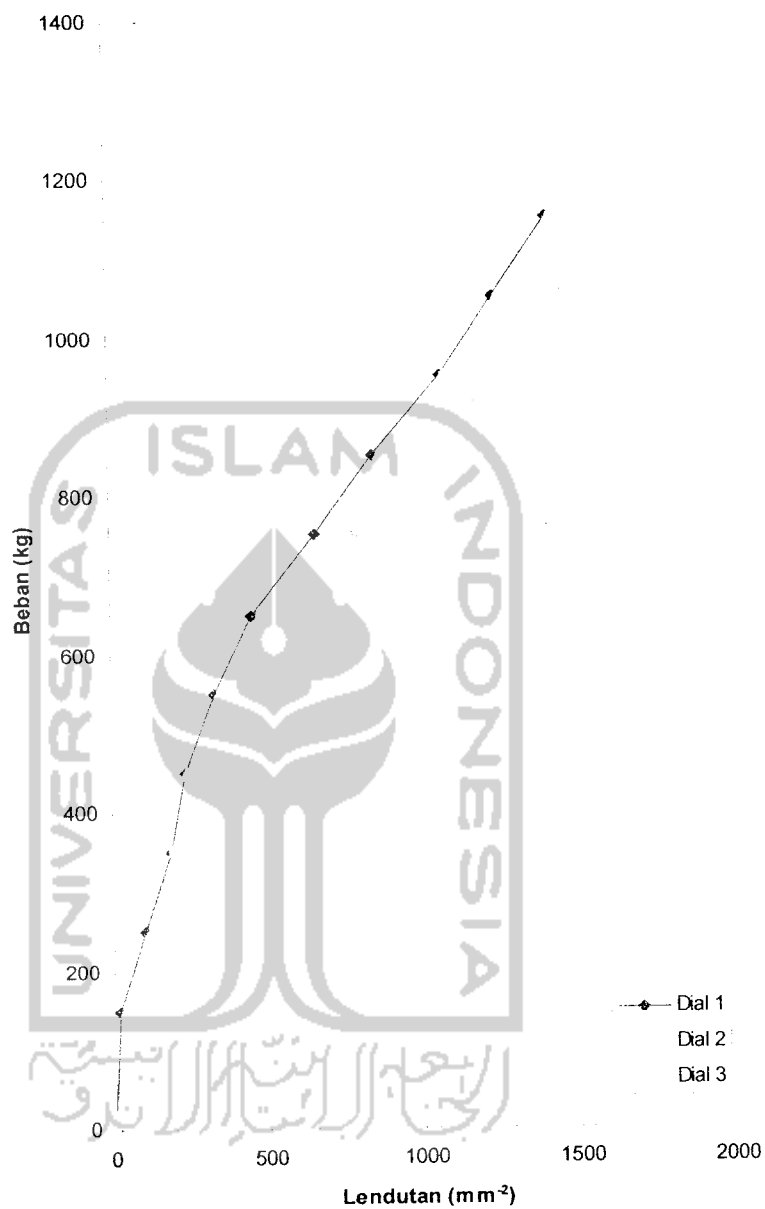 1400
1200
1000
800
600
400
200
0
Beban (kg)
0 500 1000 1500 2000
Lendutan (mm⁻²)
Dial 1
Dial 2
Dial 3
UNIVERSITAS
ISLAM
INDONESIA